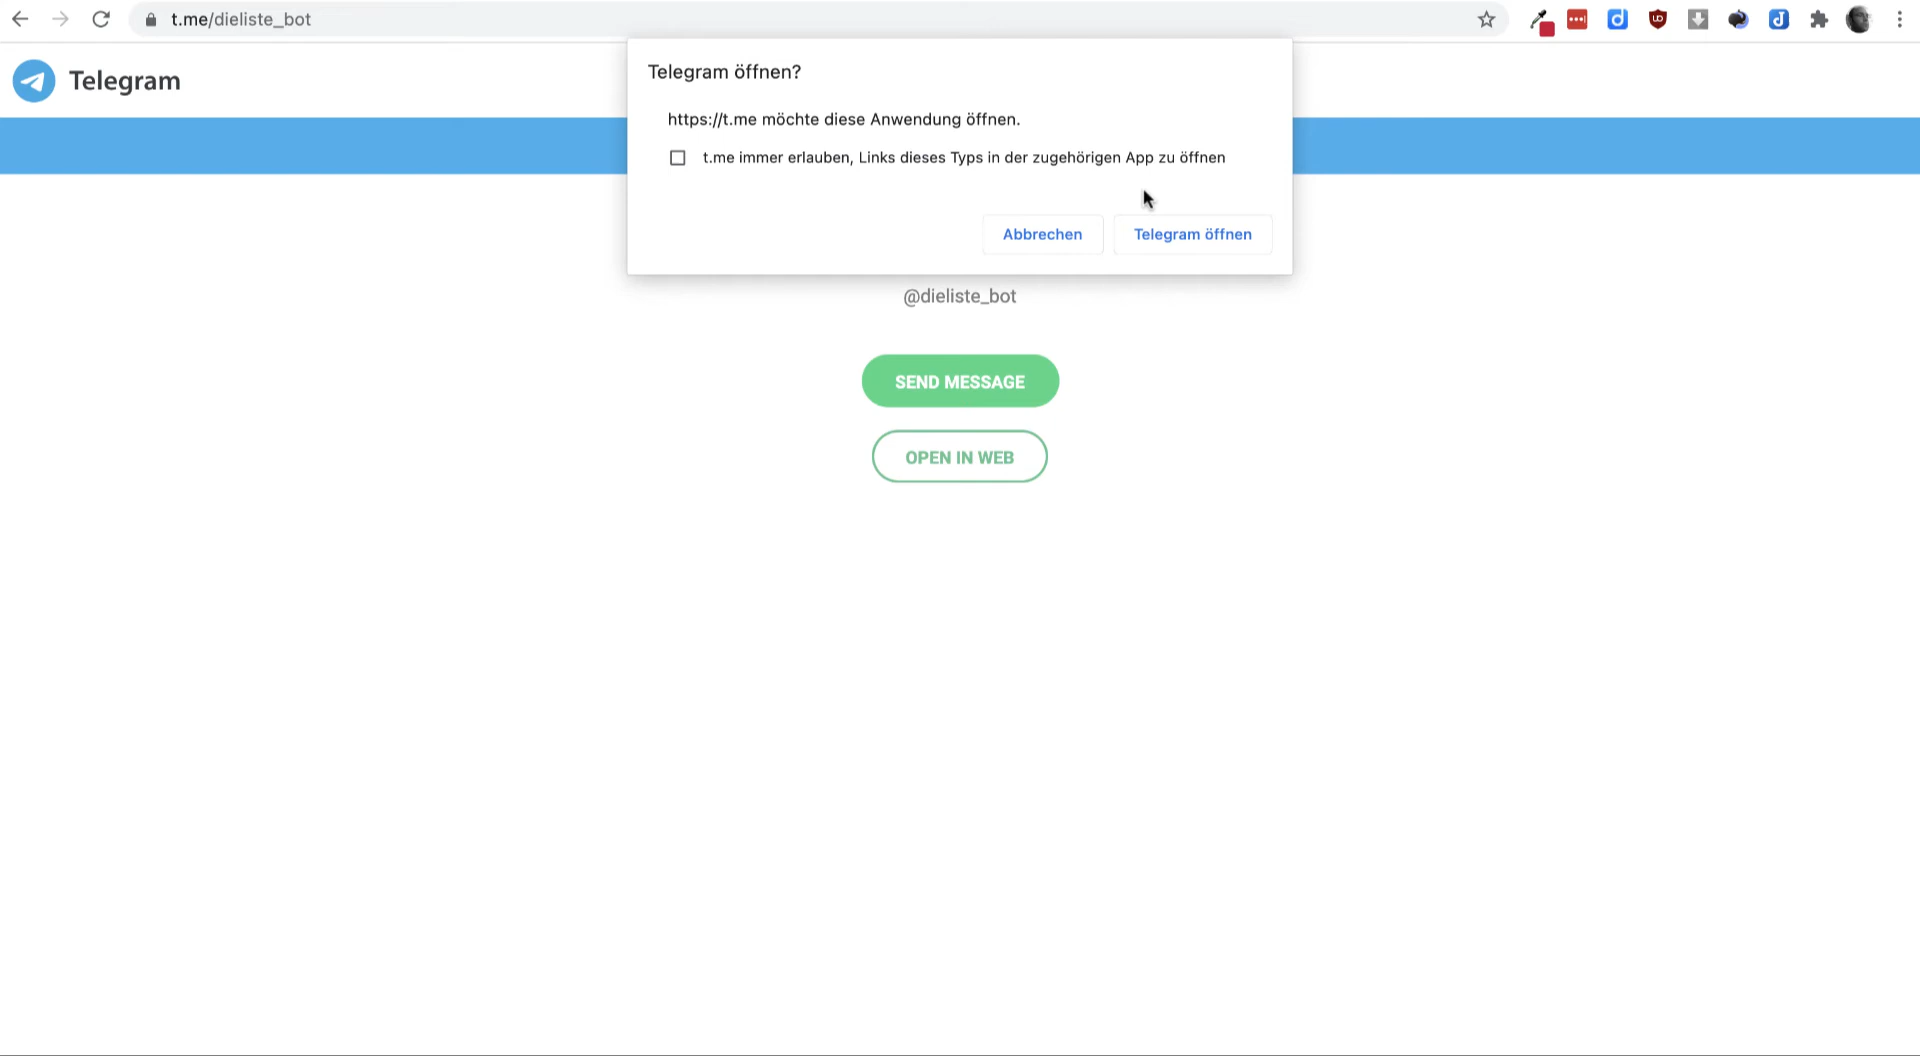 t.me/dieliste_bot
Telegram
Telegram öffnen?
https://t.me möchte diese Anwendung öffnen.
t.me immer erlauben, Links dieses Typs in der zugehörigen App zu öffnen
Abbrechen
Telegram öffnen
@dieliste_bot
SEND MESSAGE
OPEN IN WEB